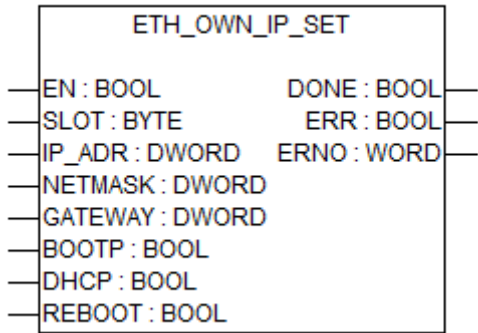 ETH_OWN_IP_SET
EN : BOOL DONE : BOOL
SLOT : BYTE ERR : BOOL
IP_ADR : DWORD ERNO : WORD
NETMASK : DWORD
GATEWAY : DWORD
BOOTP : BOOL
DHCP : BOOL
REBOOT : BOOL